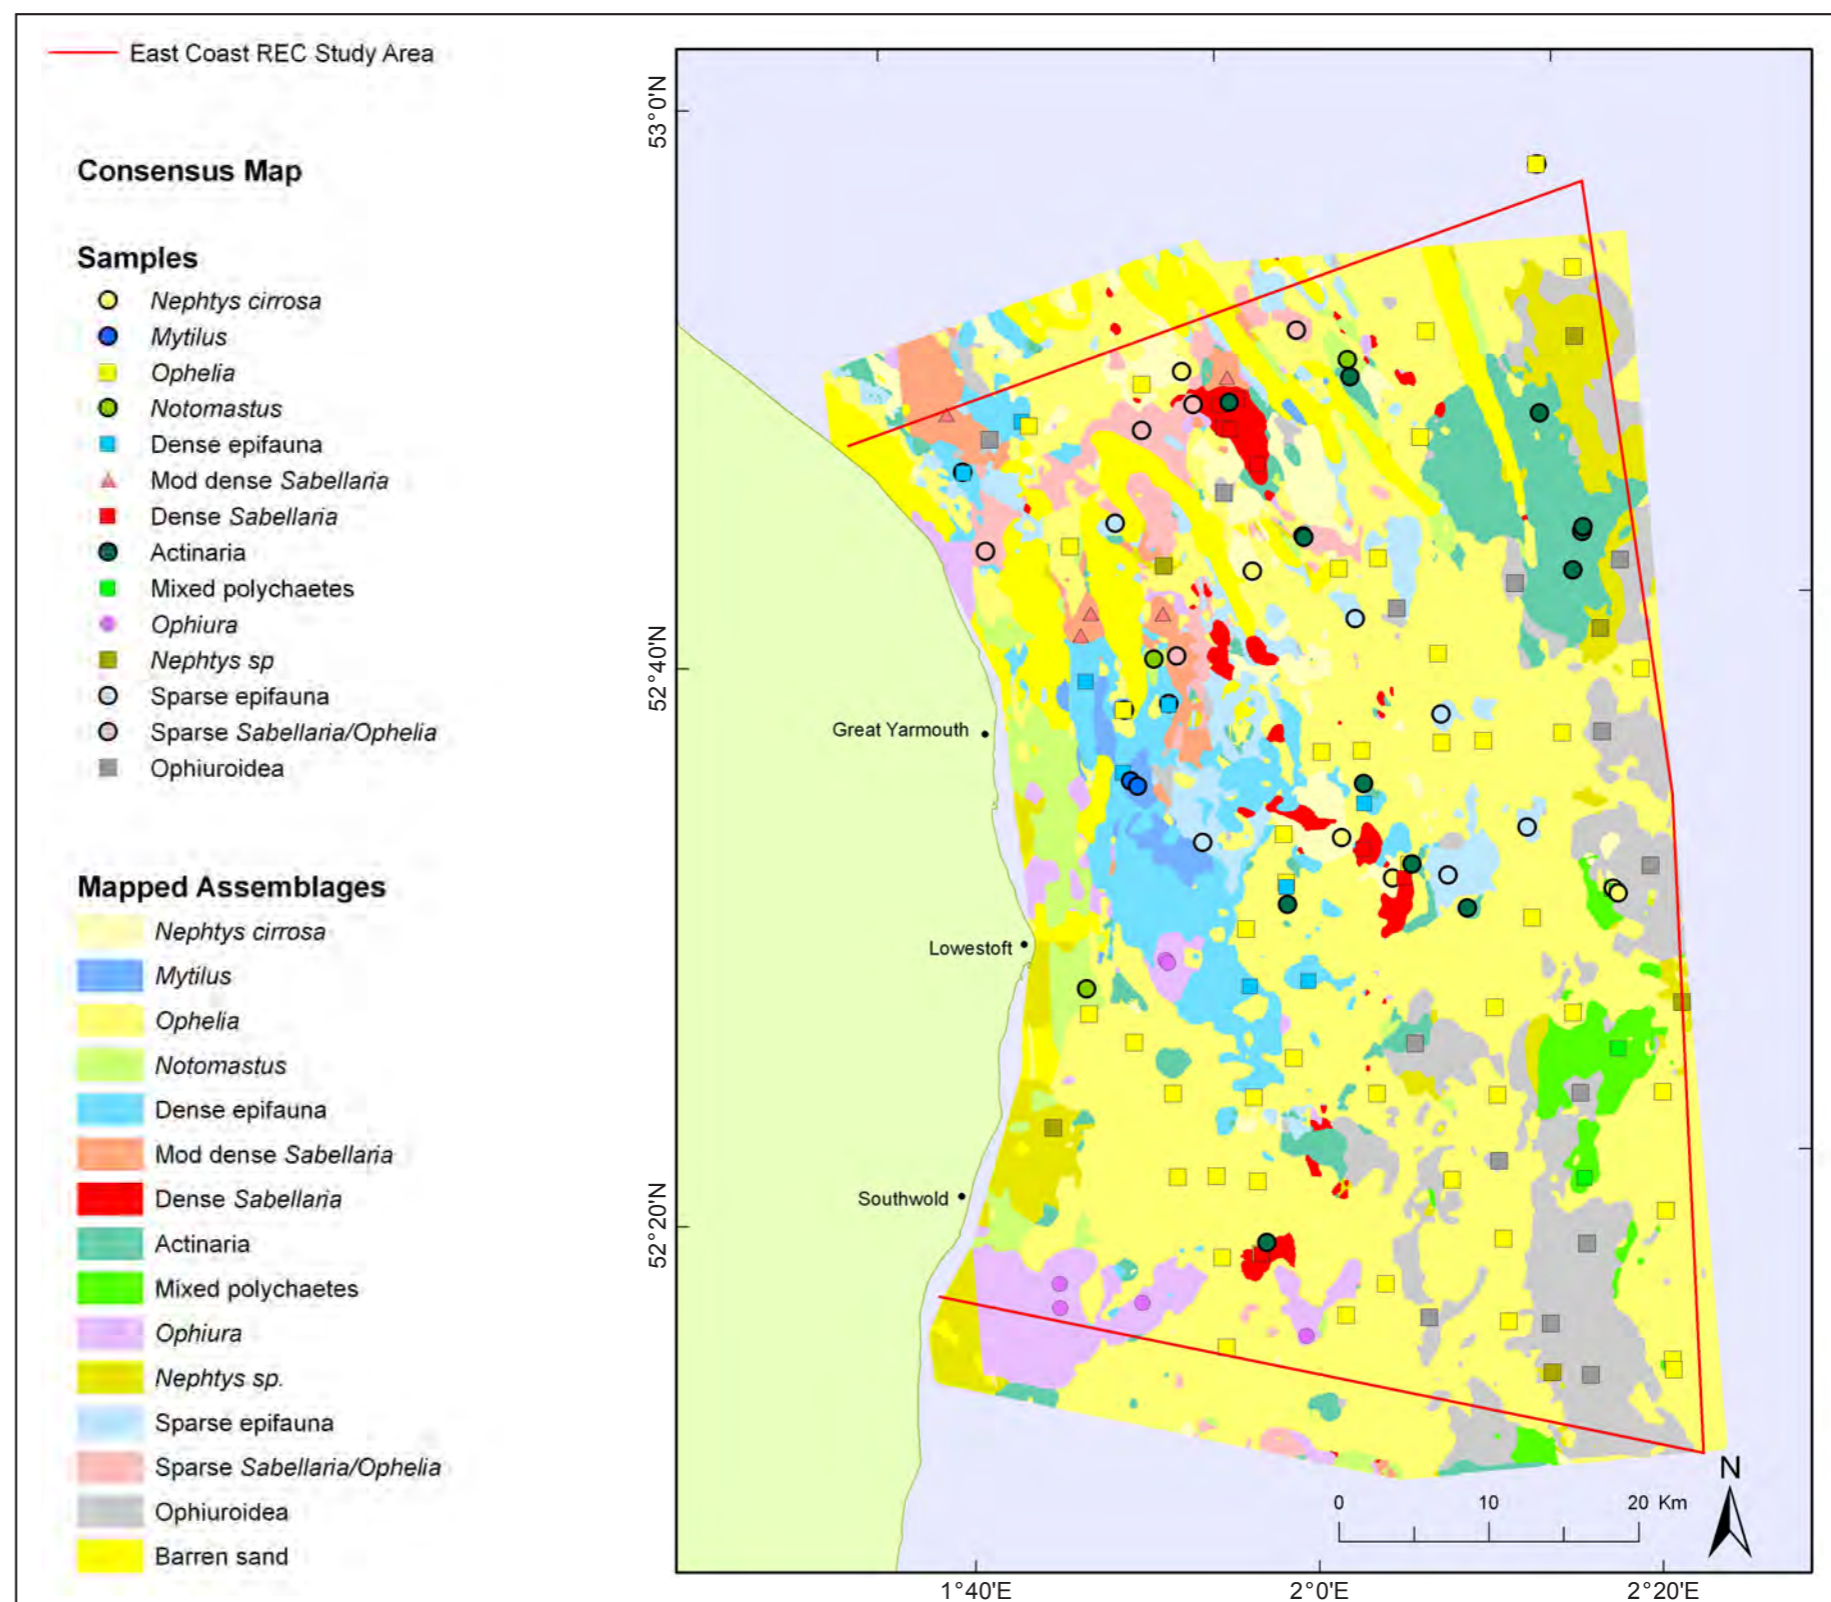 East Coast REC Study Area
Consensus Map
Samples
Nephtys cirrosa
Mytilus
Ophelia
Notomastus
Dense epifauna
Mod dense Sabellaria
Dense Sabellaria
Actinaria
Mixed polychaetes
Ophiura
Nephtys sp
Sparse epifauna
Sparse Sabellaria/Ophelia
Ophiuroidea
Mapped Assemblages
Nephtys cirrosa
Mytilus
Ophelia
Notomastus
Dense epifauna
Mod dense Sabellaria
Dense Sabellaria
Actinaria
Mixed polychaetes
Ophiura
Nephtys sp.
Sparse epifauna
Sparse Sabellaria/Ophelia
Ophiuroidea
Barren sand
53°0'N
52°40'N
52°20'N
Great Yarmouth
Lowestoft
Southwold
N
0 10 20 Km
1°40'E 2°0'E 2°20'E